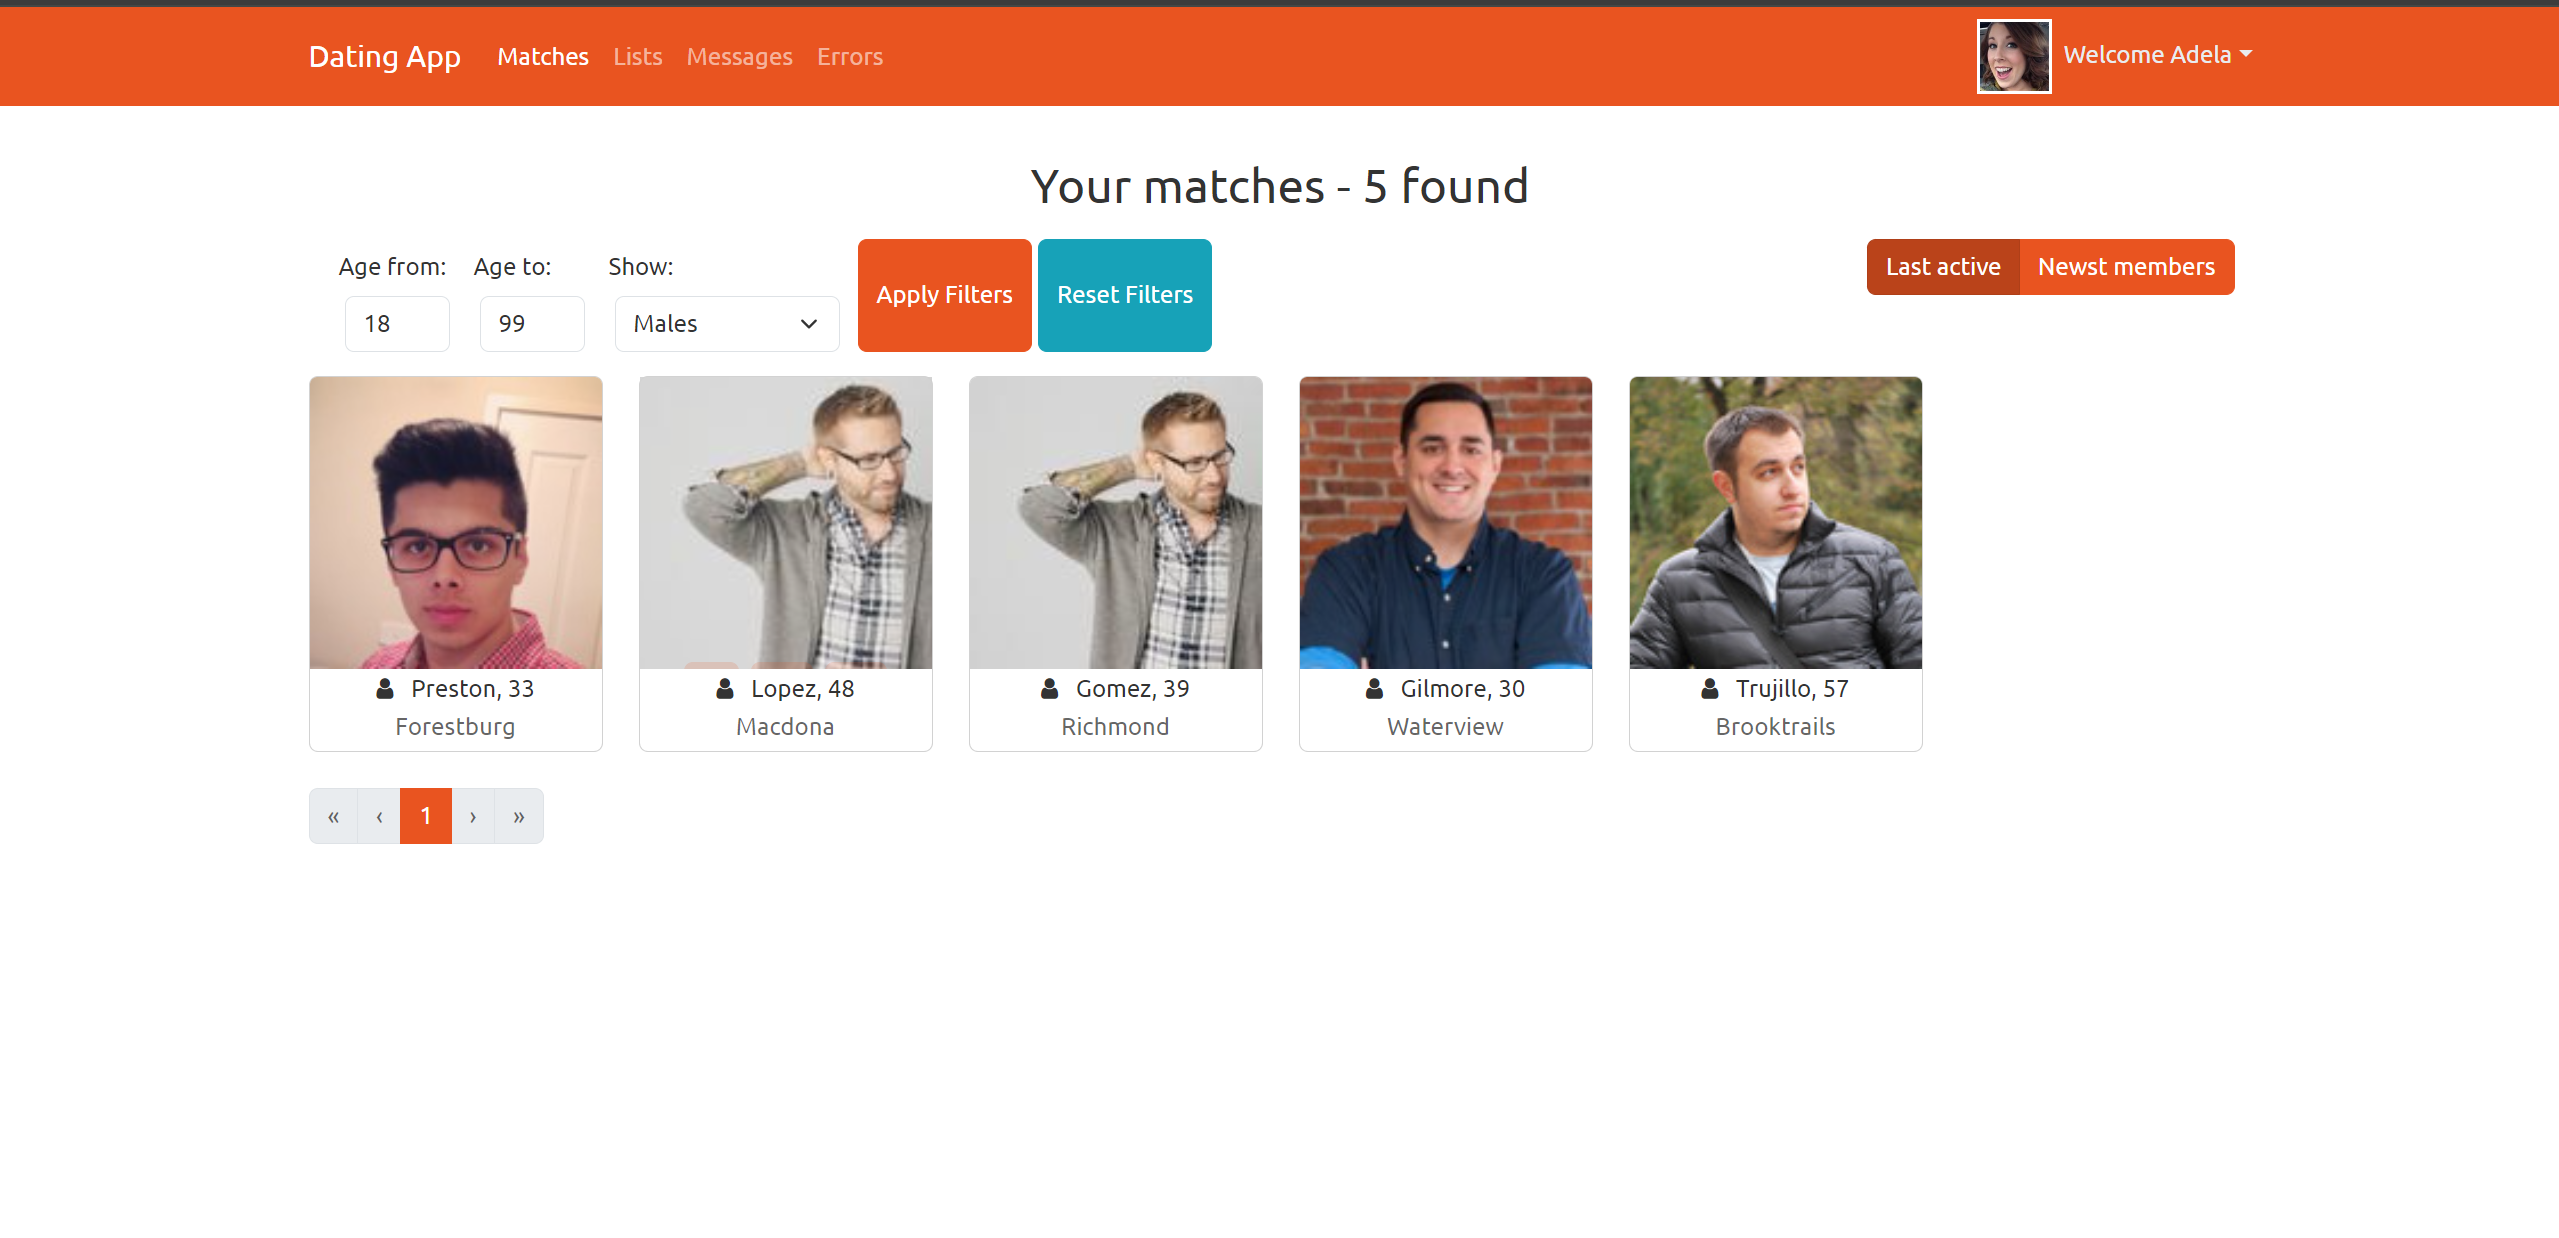 Dating App Matches Lists Messages Errors Welcome Adela
Your matches - 5 found
Age from: Age to: Show:
18 99 Males
Apply Filters Reset Filters
Last active Newst members
Preston, 33
Forestburg
Lopez, 48
Macdona
Gomez, 39
Richmond
Gilmore, 30
Waterview
Trujillo, 57
Brooktrails
« ‹ 1 › »